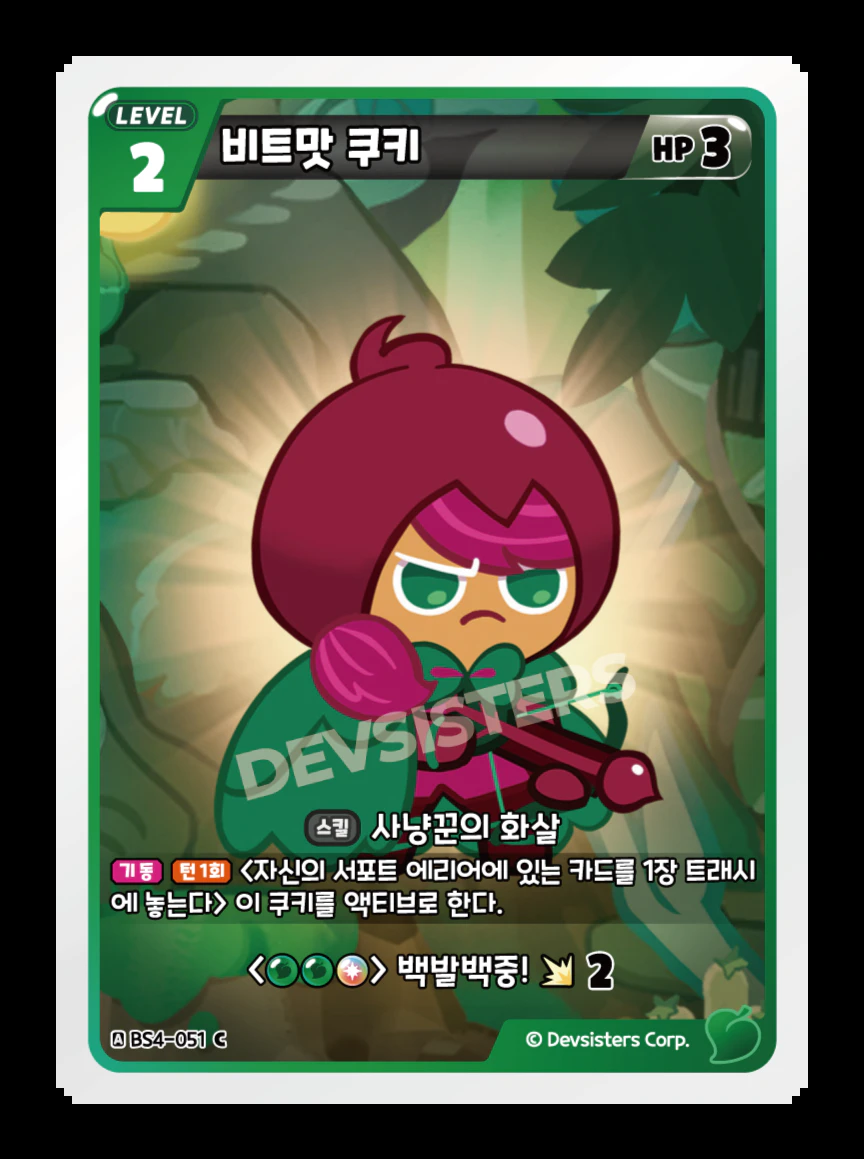 LEVEL
2
비트맛 쿠키
HP 3
DEVSISTERS
스킬 사냥꾼의 화살
기동 턴1회 <자신의 서포트 에리어에 있는 카드를 1장 트래시
에 놓는다> 이 쿠키를 액티브로 한다.
< > 백발백중! 2
A BS4-051 C
© Devsisters Corp.